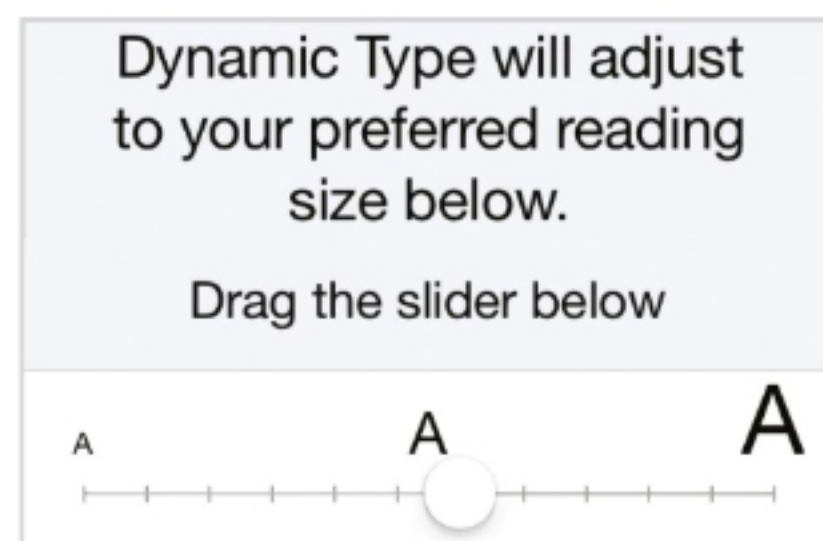 Dynamic Type will adjust
to your preferred reading
size below.
Drag the slider below
A A A